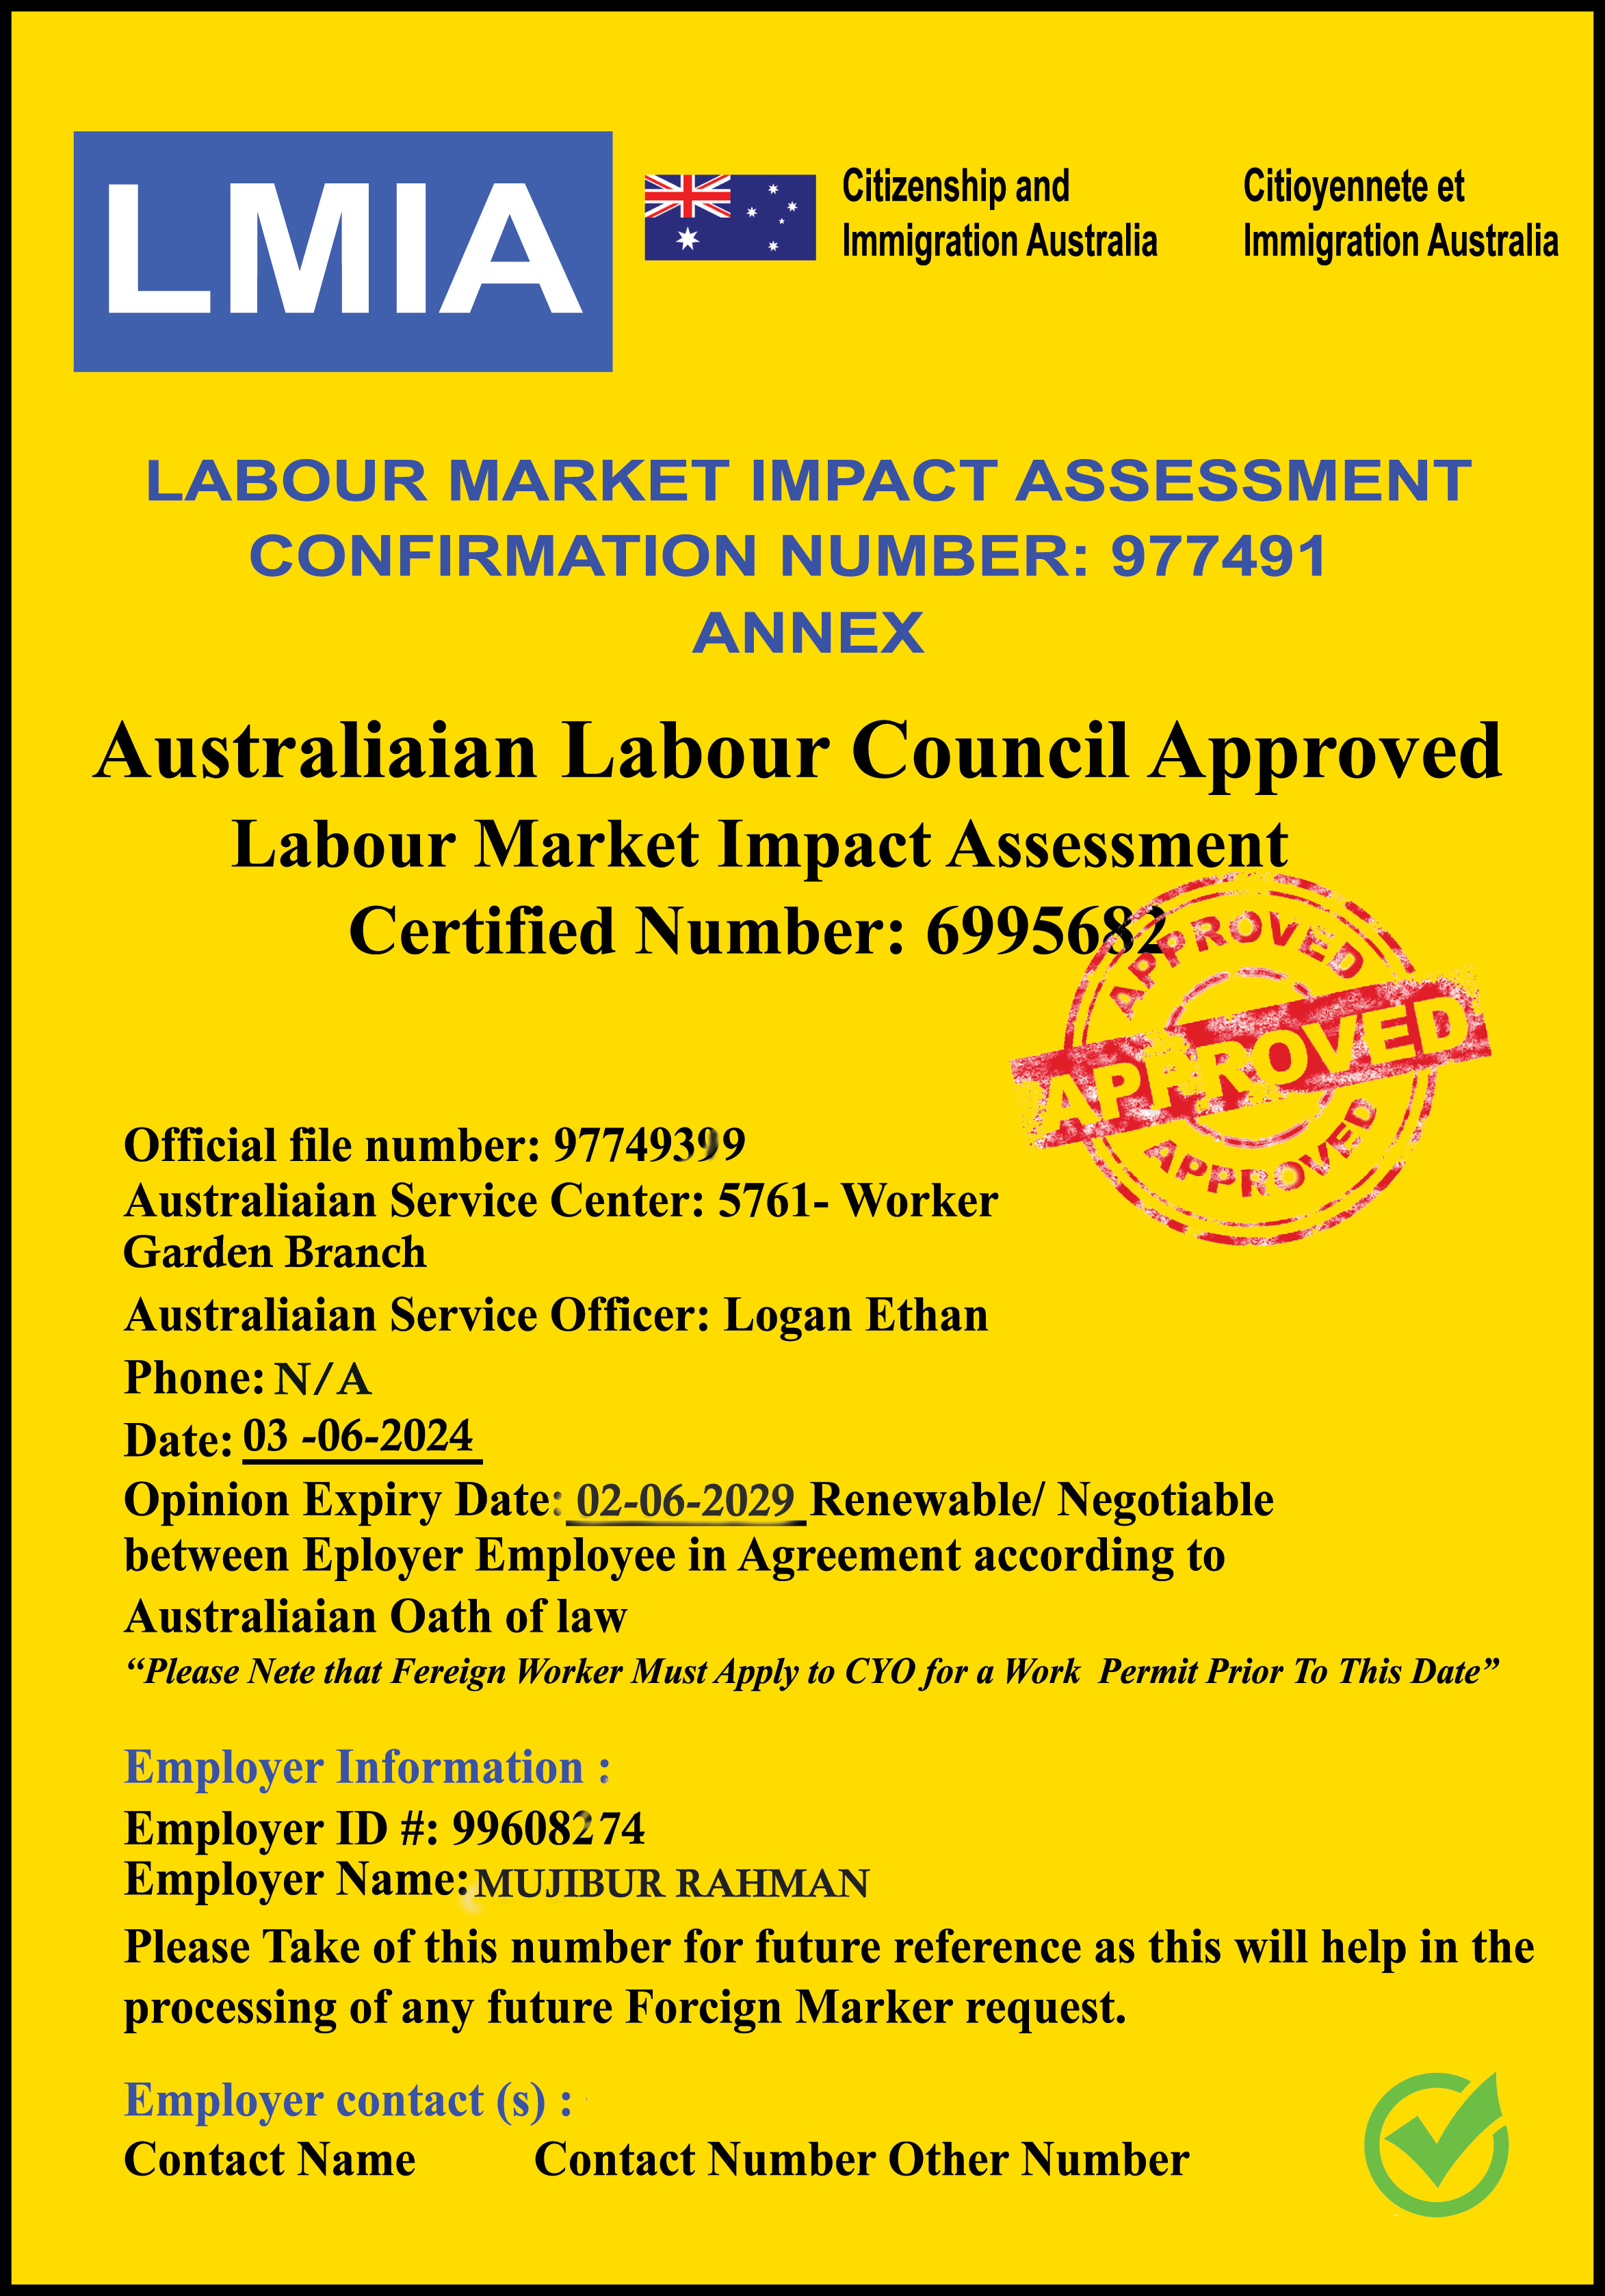 LMIA
Citizenship and
Immigration Australia
Citioyennete et
Immigration Australia
LABOUR MARKET IMPACT ASSESSMENT
CONFIRMATION NUMBER: 977491
ANNEX
Australiaian Labour Council Approved
Labour Market Impact Assessment
Certified Number: 6995682
APPROVED
APPROVED
APPROVED
Official file number: 97749399
Australiaian Service Center: 5761- Worker
Garden Branch
Australiaian Service Officer: Logan Ethan
Phone: N/A
Date: 03 -06-2024
Opinion Expiry Date: 02-06-2029 Renewable/ Negotiable
between Eployer Employee in Agreement according to
Australiaian Oath of law
“Please Nete that Fereign Worker Must Apply to CYO for a Work Permit Prior To This Date”
Employer Information :
Employer ID #: 99608274
Employer Name: MUJIBUR RAHMAN
Please Take of this number for future reference as this will help in the
processing of any future Forcign Marker request.
Employer contact (s) :
Contact Name Contact Number Other Number